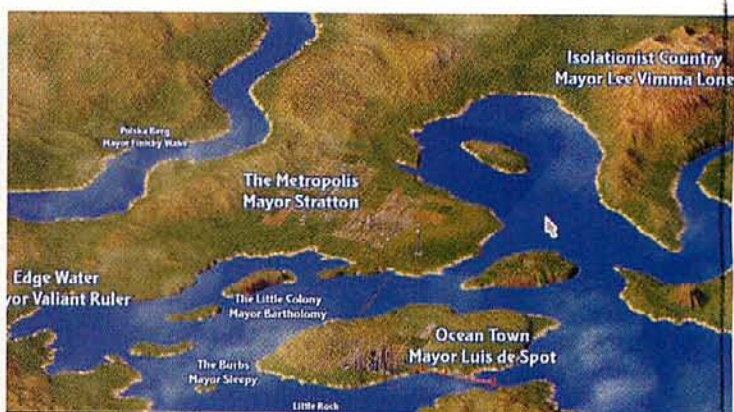 Isolationist Country
Mayor Lee Vimma Lone
Polska Berg
Mayor Finicky Wake
The Metropolis
Mayor Stratton
Edge Water
yor Valiant Ruler
The Little Colony
Mayor Bartholomy
Ocean Town
Mayor Luis de Spot
The Burbs
Mayor Sleepy
Little Rock